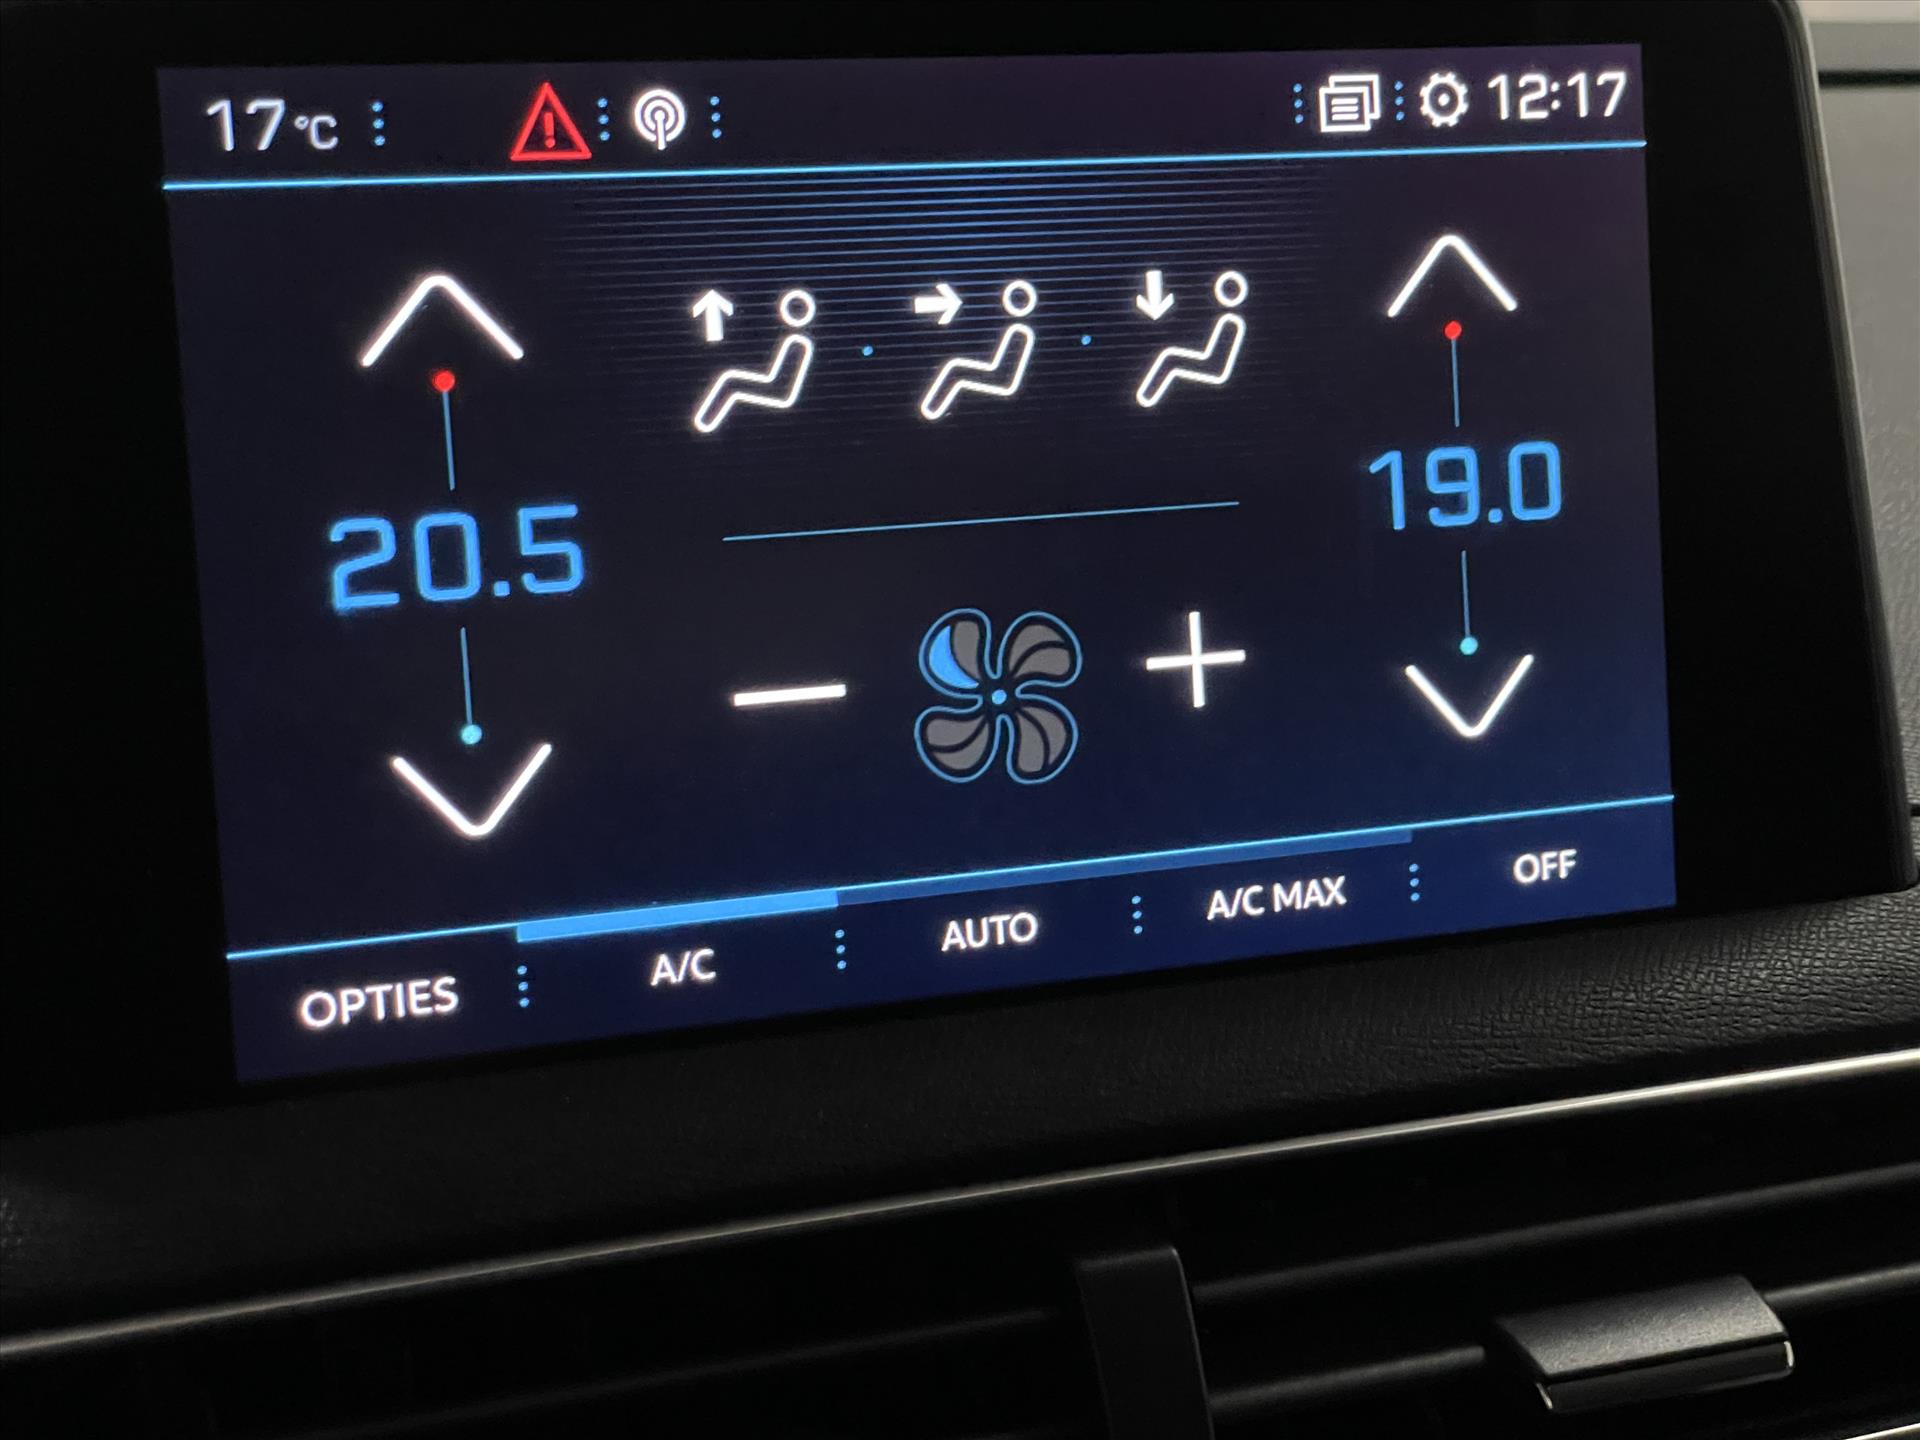 17 °C 12:17
20.5
19.0
OPTIES A/C AUTO A/C MAX OFF